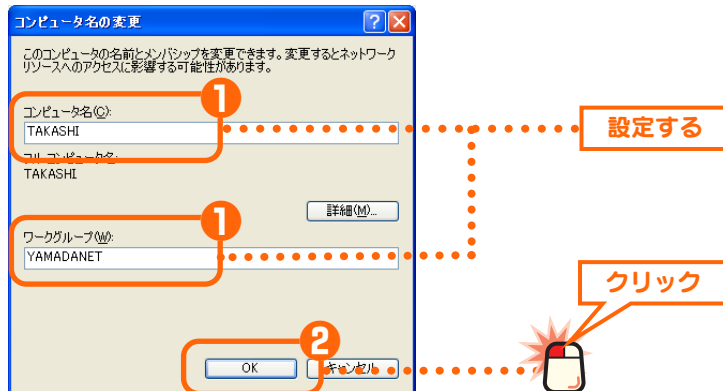 コンピュータ名の変更
このコンピュータの名前とメンバシップを変更できます。変更するとネットワーク
リソースへのアクセスに影響する可能性があります。
コンピュータ名(C):
1
TAKASHI
設定する
フル コンピュータ名:
TAKASHI
詳細(M)...
1
ワークグループ(W):
YAMADANET
クリック
2
OK
キャンセル